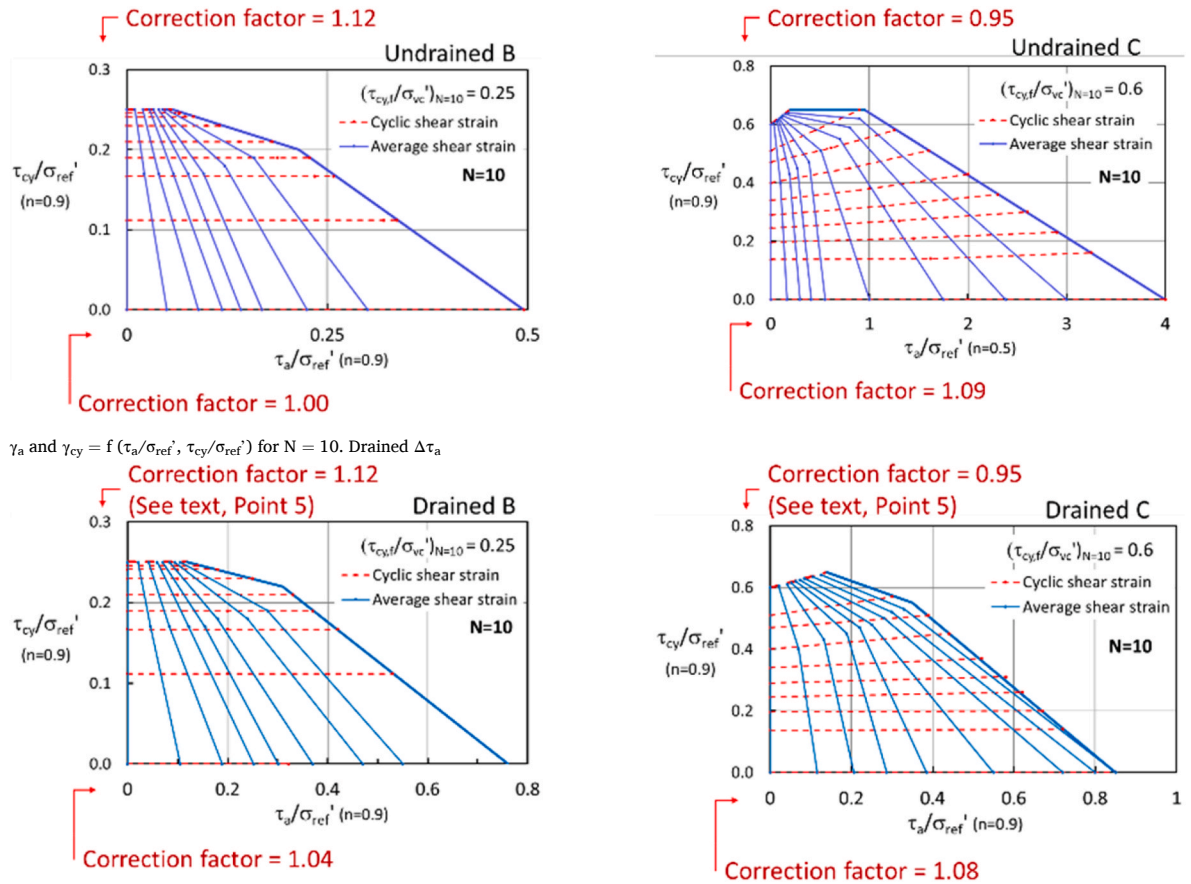 Correction factor = 1.12
Undrained B
0.3
(τcy,f/σvc')N=10 = 0.25
Cyclic shear strain
Average shear strain
N=10
0.2
τcy/σref'
(n=0.9)
0.1
0.0
0
0.25
0.5
τa/σref' (n=0.9)
Correction factor = 1.00
Correction factor = 0.95
Undrained C
0.8
(τcy,f/σvc')N=10 = 0.6
Cyclic shear strain
Average shear strain
N=10
0.6
τcy/σref'
(n=0.9)
0.4
0.2
0.0
0
1
2
3
4
τa/σref' (n=0.5)
Correction factor = 1.09
γa and γcy = f (τa/σref', τcy/σref') for N = 10. Drained Δτa
Correction factor = 1.12
(See text, Point 5)
Drained B
0.3
(τcy,f/σvc')N=10 = 0.25
Cyclic shear strain
Average shear strain
N=10
0.2
τcy/σref'
(n=0.9)
0.1
0.0
0
0.2
0.4
0.6
0.8
τa/σref' (n=0.9)
Correction factor = 1.04
Correction factor = 0.95
(See text, Point 5)
Drained C
0.8
(τcy,f/σvc')N=10 = 0.6
Cyclic shear strain
Average shear strain
N=10
0.6
τcy/σref'
(n=0.9)
0.4
0.2
0.0
0
0.2
0.4
0.6
0.8
1
τa/σref' (n=0.9)
Correction factor = 1.08